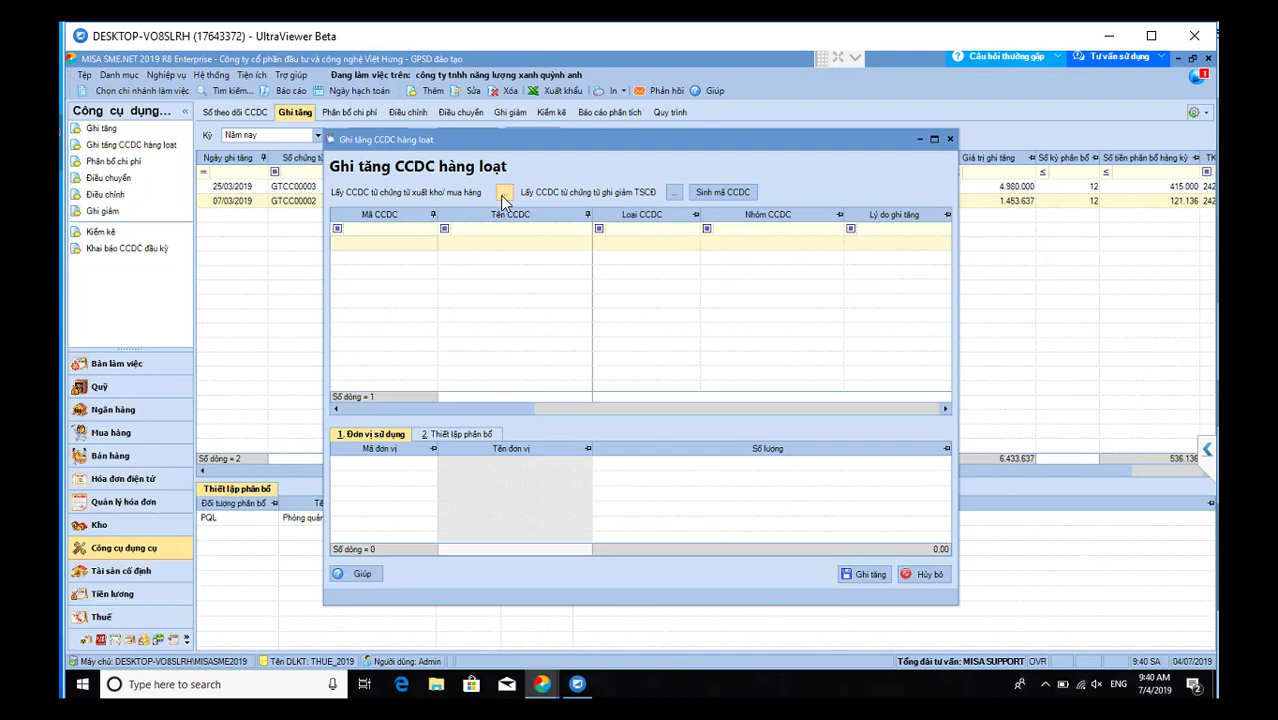 DESKTOP-VO8SLRH (17643372) - UltraViewer Beta
MISA SME.NET 2019 R8 Enterprise - Công ty cổ phần đầu tư và công nghệ Việt Hưng - GPSD đào tạo
Câu hỏi thường gặp
Tư vấn sử dụng
Tệp Danh mục Nghiệp vụ Hệ thống Tiện ích Trợ giúp Đang làm việc trên: công ty tnhh năng lượng xanh quỳnh anh
1
Chọn chi nhánh làm việc Tìm kiếm... Báo cáo Ngày hạch toán Thêm Sửa Xóa Xuất khẩu In Phản hồi Giúp
Công cụ dụng...
Sổ theo dõi CCDC Ghi tăng Phân bổ chi phí Điều chỉnh Điều chuyển Ghi giảm Kiểm kê Báo cáo phân tích Quy trình
Ghi tăng
Ghi tăng CCDC hàng loạt
Phân bổ chi phí
Điều chuyển
Điều chỉnh
Ghi giảm
Kiểm kê
Khai báo CCDC đầu kỳ
Kỳ Năm nay
Ngày ghi tăng Số chứng từ
Giá trị ghi tăng Số kỳ phân bổ Số tiền phân bổ hàng kỳ TK
= ≤ ≤ ≤
25/03/2019 GTCC00003 4.980.000 12 415.000 242
07/03/2019 GTCC00002 1.453.637 12 121.136 242
Ghi tăng CCDC hàng loạt
Ghi tăng CCDC hàng loạt
Lấy CCDC từ chứng từ xuất kho/ mua hàng ... Lấy CCDC từ chứng từ ghi giảm TSCĐ ... Sinh mã CCDC
Mã CCDC Tên CCDC Loại CCDC Nhóm CCDC Lý do ghi tăng
Số dòng = 1
1. Đơn vị sử dụng 2. Thiết lập phân bổ
Mã đơn vị Tên đơn vị Số lượng
Số dòng = 0 0,00
Giúp Ghi tăng Hủy bỏ
Bàn làm việc
Quỹ
Ngân hàng
Mua hàng
Bán hàng
Hóa đơn điện tử
Quản lý hóa đơn
Kho
Công cụ dụng cụ
Tài sản cố định
Tiền lương
Thuế
Số dòng = 2 6.433.637 536.136
Thiết lập phân bổ
Đối tượng phân bổ
PQL Phòng quản
Máy chủ: DESKTOP-VO8SLRH\MISASME2019 Tên DLKT: THUE_2019 Người dùng: Admin Tổng đài tư vấn: MISA SUPPORT OVR 9:40 SA 04/07/2019
Type here to search
ENG
9:40 AM
7/4/2019
2